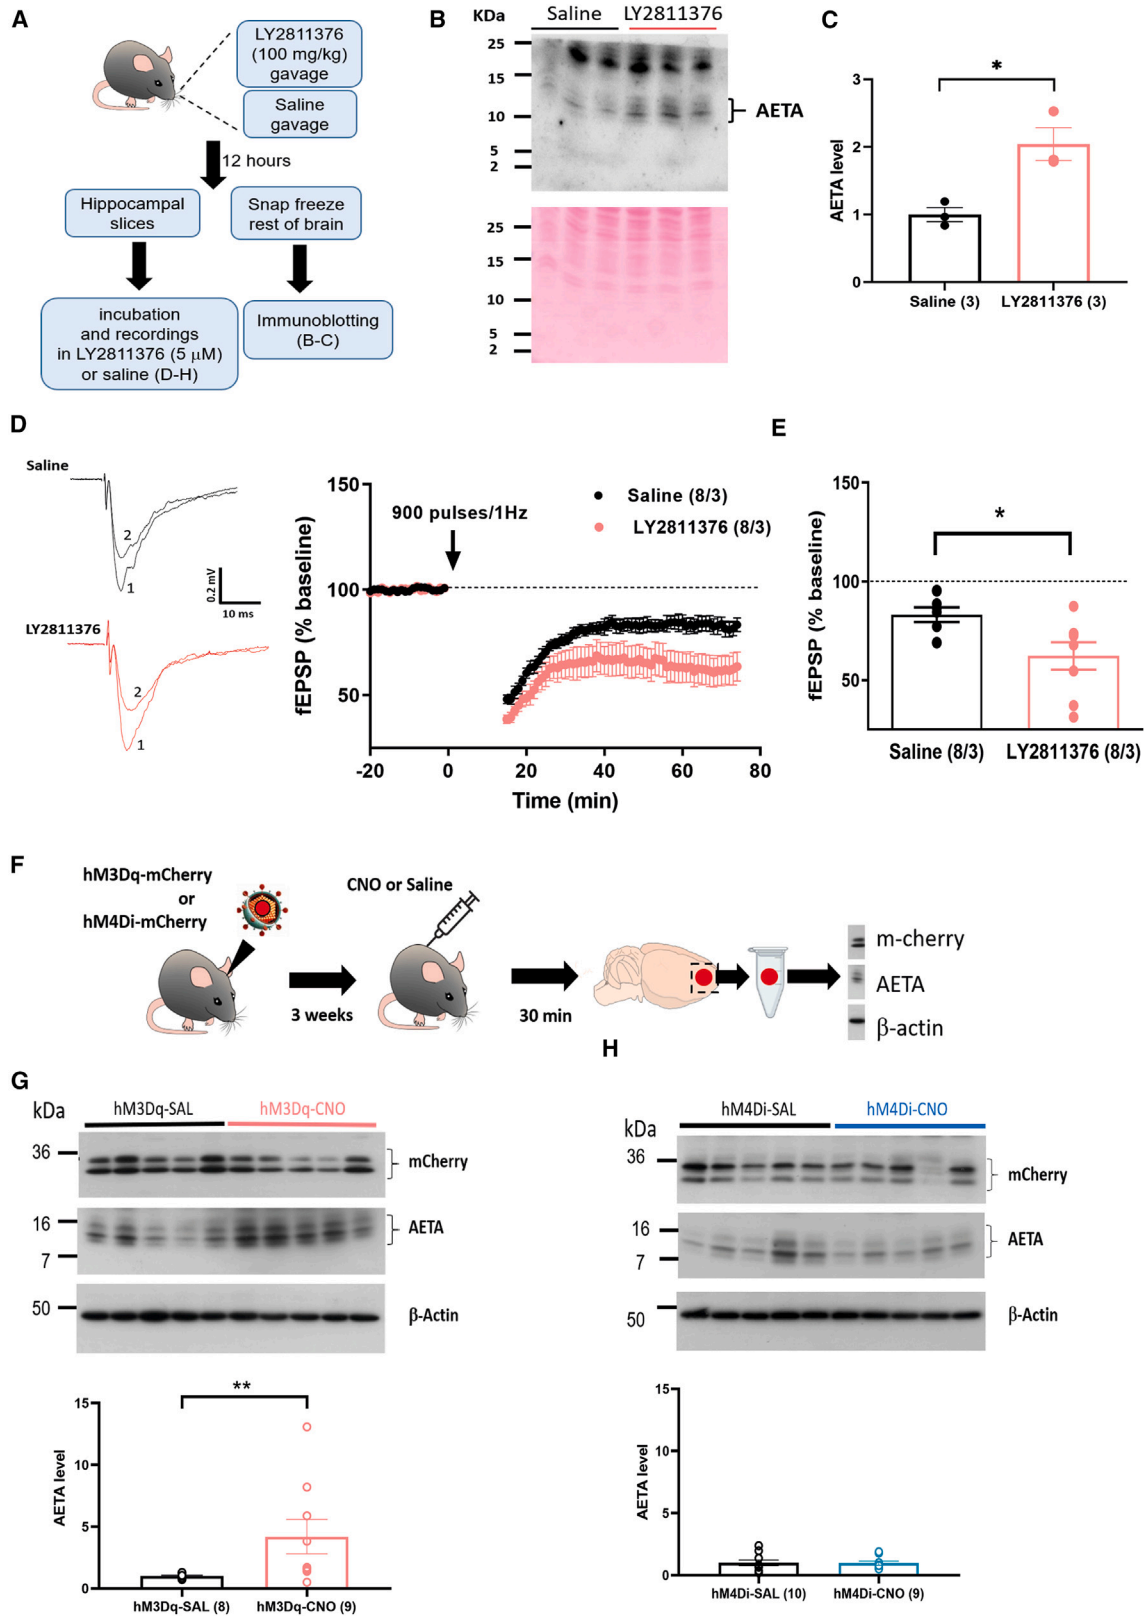 A
LY2811376
(100 mg/kg)
gavage
Saline
gavage
12 hours
Hippocampal
slices
Snap freeze
rest of brain
incubation
and recordings
in LY2811376 (5 µM)
or saline (D-H)
Immunoblotting
(B-C)
B
KDa
Saline
LY2811376
25
15
10
5
2
AETA
25
15
10
5
2
C
AETA level
3
2
1
0
*
Saline (3)
LY2811376 (3)
D
Saline
2
1
0.2 mV
10 ms
LY2811376
2
1
fEPSP (% baseline)
150
100
50
900 pulses/1Hz
Saline (8/3)
LY2811376 (8/3)
-20
0
20
40
60
80
Time (min)
E
fEPSP (% baseline)
150
100
50
*
Saline (8/3)
LY2811376 (8/3)
F
hM3Dq-mCherry
or
hM4Di-mCherry
3 weeks
CNO or Saline
30 min
m-cherry
AETA
β-actin
G
kDa
hM3Dq-SAL
hM3Dq-CNO
36
mCherry
16
7
AETA
50
β-Actin
AETA level
15
10
5
0
**
hM3Dq-SAL (8)
hM3Dq-CNO (9)
H
kDa
hM4Di-SAL
hM4Di-CNO
36
mCherry
16
7
AETA
50
β-Actin
AETA level
15
10
5
0
hM4Di-SAL (10)
hM4Di-CNO (9)